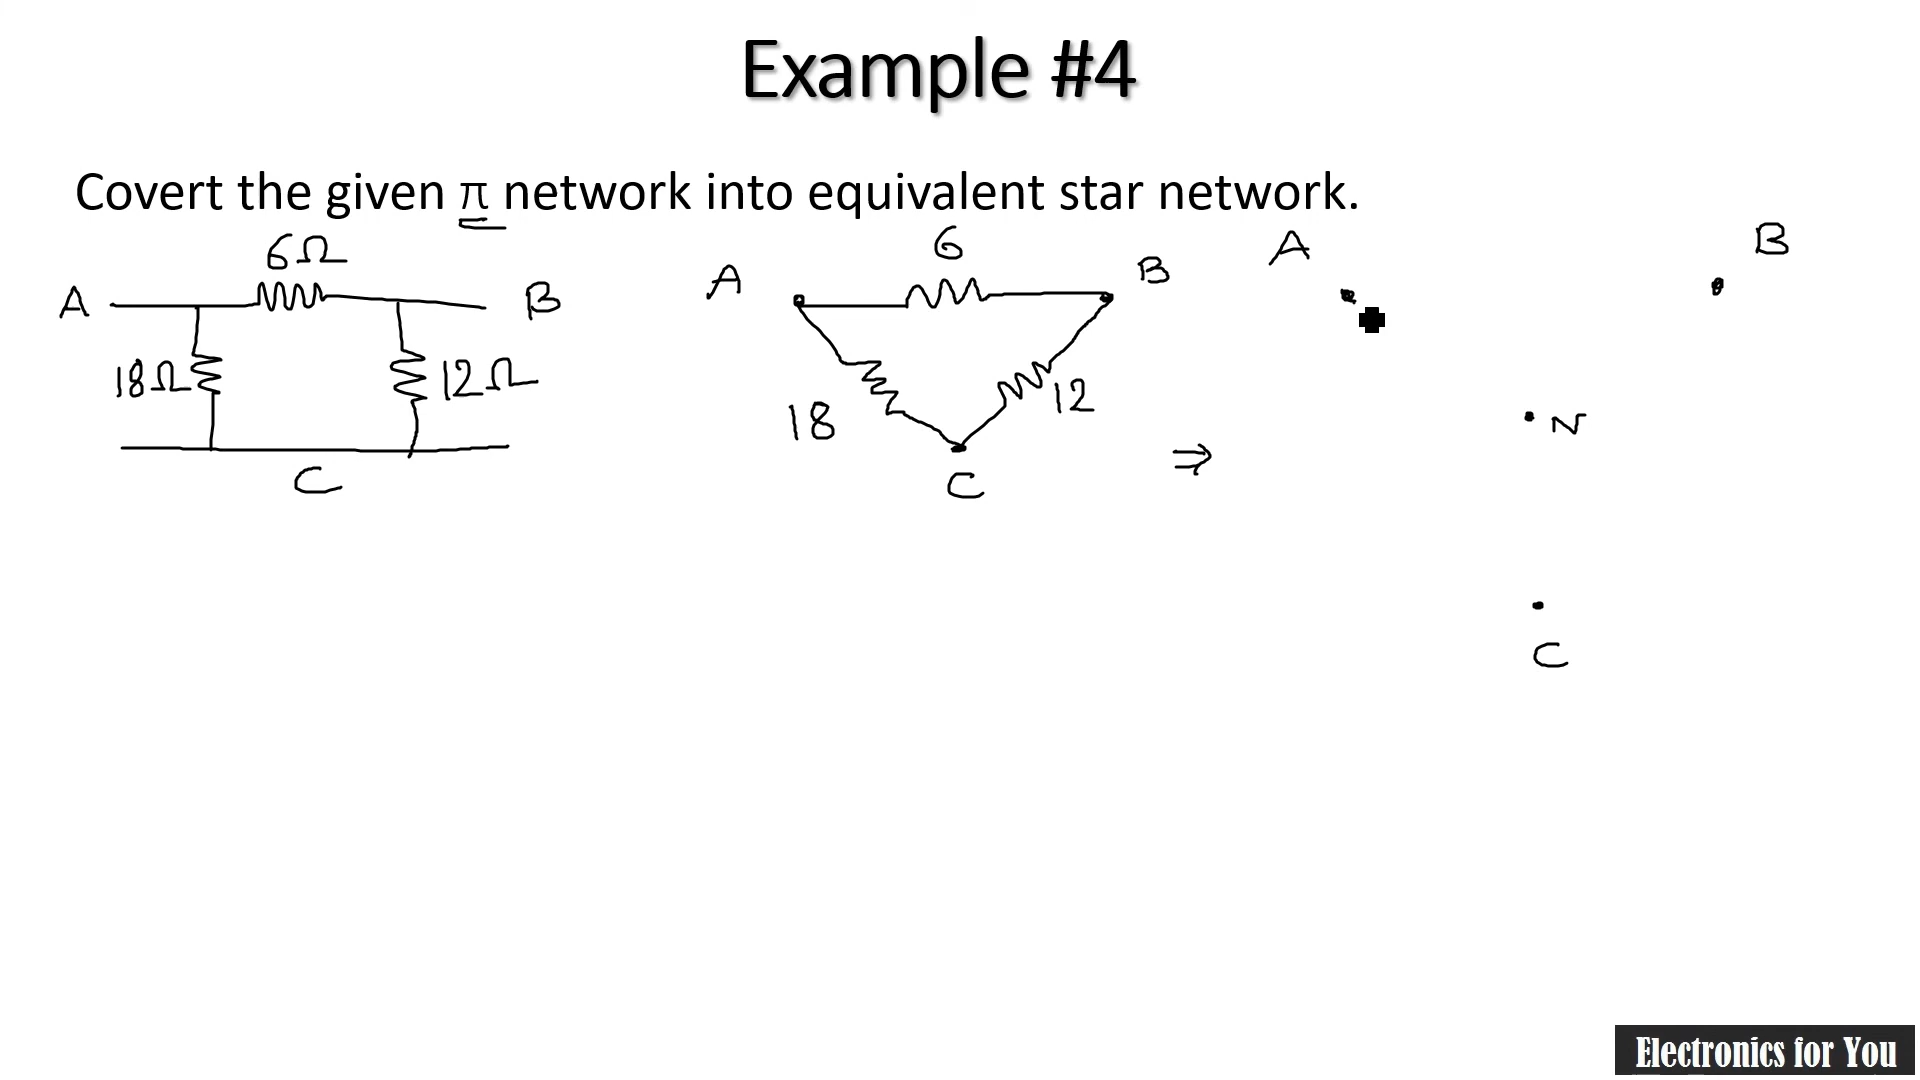 Example #4
Covert the given π network into equivalent star network.
6Ω
A
B
18Ω
12Ω
C
6
A
B
18
12
C
⇒
A
B
N
C
Electronics for You